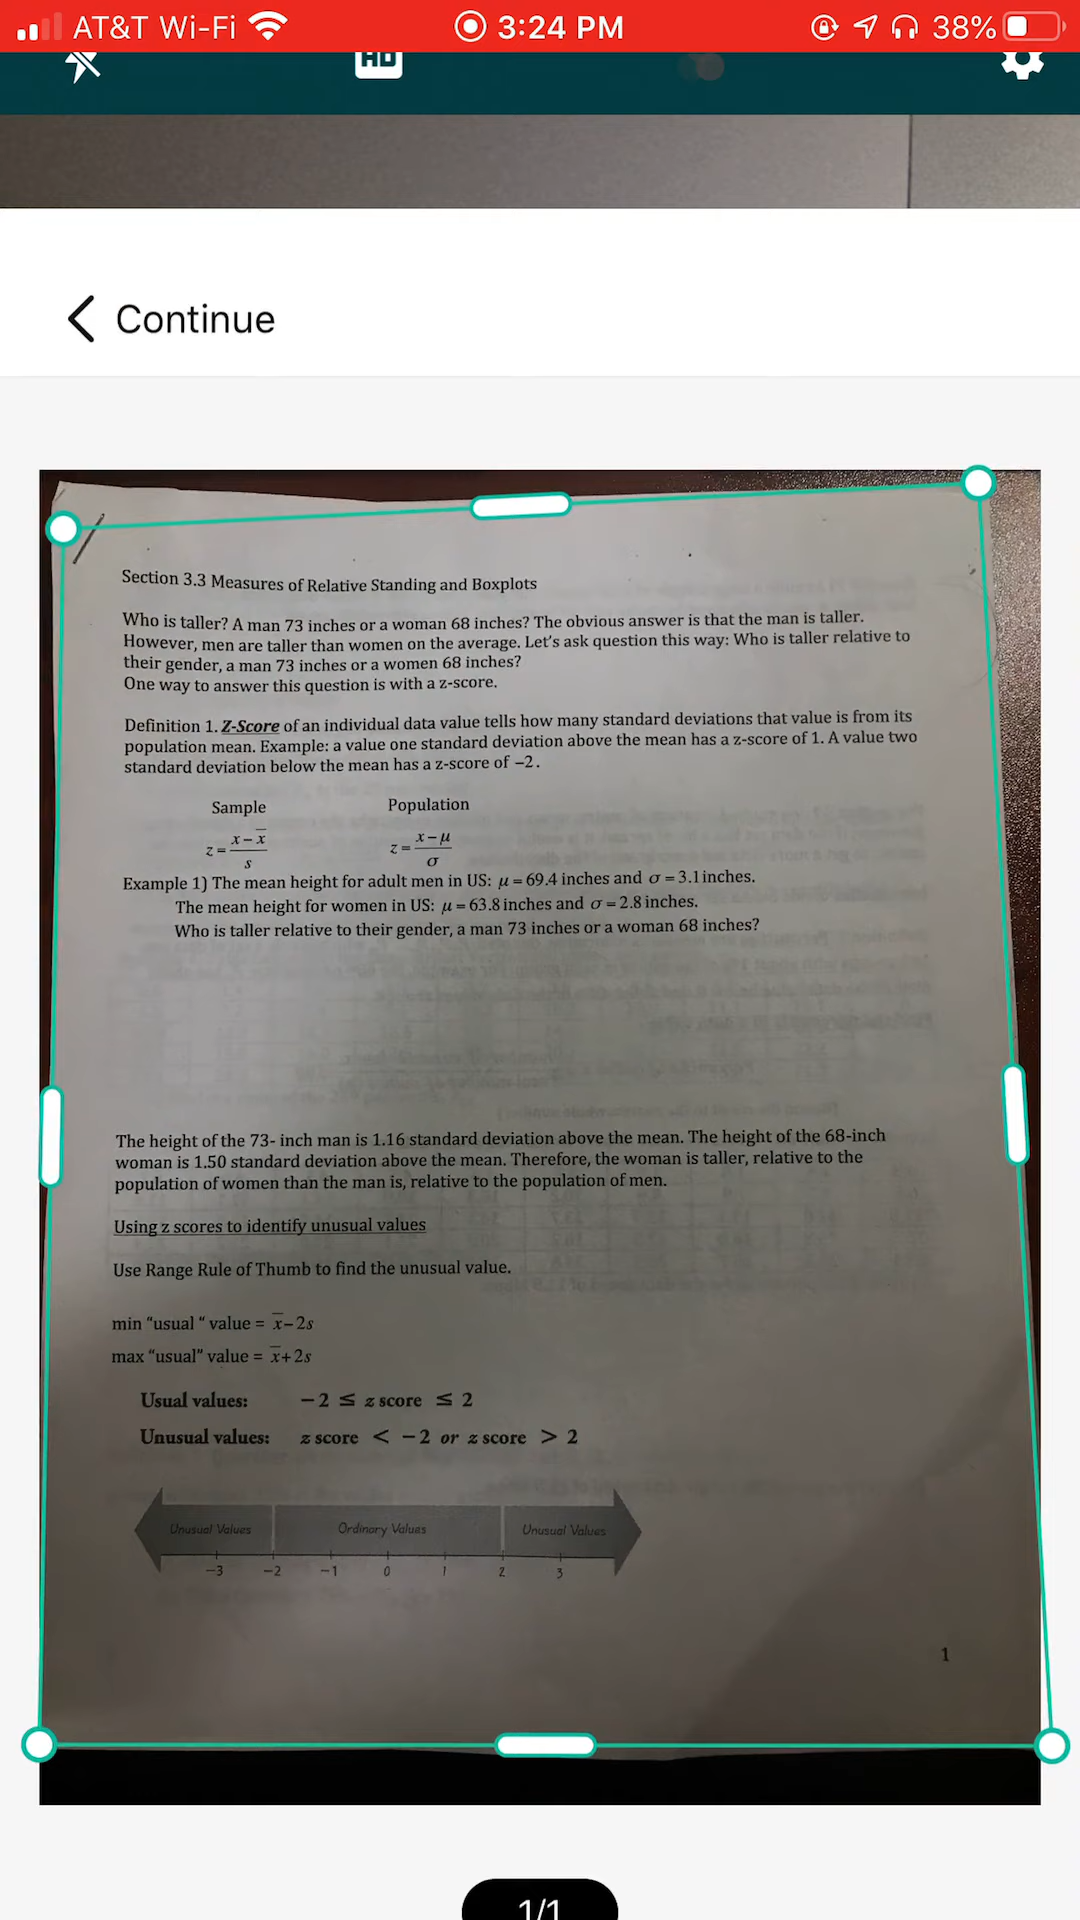 AT&T Wi-Fi 3:24 PM 38%
HD
Continue
Section 3.3 Measures of Relative Standing and Boxplots
Who is taller? A man 73 inches or a woman 68 inches? The obvious answer is that the man is taller.
However, men are taller than women on the average. Let's ask question this way: Who is taller relative to
their gender, a man 73 inches or a women 68 inches?
One way to answer this question is with a z-score.
Definition 1. Z-Score of an individual data value tells how many standard deviations that value is from its
population mean. Example: a value one standard deviation above the mean has a z-score of 1. A value two
standard deviation below the mean has a z-score of −2.
Sample Population
z = (x − x̅)/s z = (x − μ)/σ
Example 1) The mean height for adult men in US: μ = 69.4 inches and σ = 3.1 inches.
The mean height for women in US: μ = 63.8 inches and σ = 2.8 inches.
Who is taller relative to their gender, a man 73 inches or a woman 68 inches?
The height of the 73- inch man is 1.16 standard deviation above the mean. The height of the 68-inch
woman is 1.50 standard deviation above the mean. Therefore, the woman is taller, relative to the
population of women than the man is, relative to the population of men.
Using z scores to identify unusual values
Use Range Rule of Thumb to find the unusual value.
min "usual " value = x̅ − 2s
max "usual" value = x̅ + 2s
Usual values: −2 ≤ z score ≤ 2
Unusual values: z score < −2 or z score > 2
Unusual Values Ordinary Values Unusual Values
−3 −2 −1 0 1 2 3
1
1/1